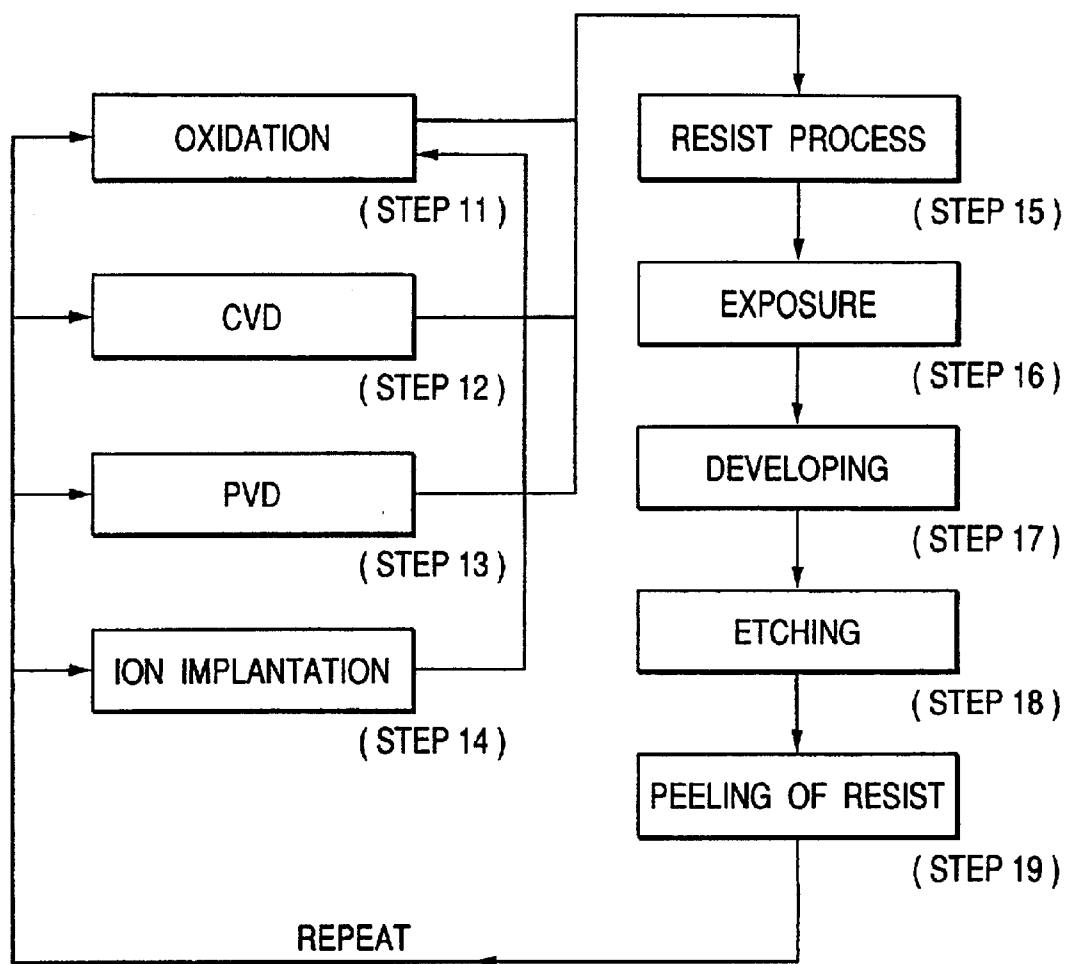 OXIDATION
( STEP 11 )
CVD
( STEP 12 )
PVD
( STEP 13 )
ION IMPLANTATION
( STEP 14 )
RESIST PROCESS
( STEP 15 )
EXPOSURE
( STEP 16 )
DEVELOPING
( STEP 17 )
ETCHING
( STEP 18 )
PEELING OF RESIST
( STEP 19 )
REPEAT